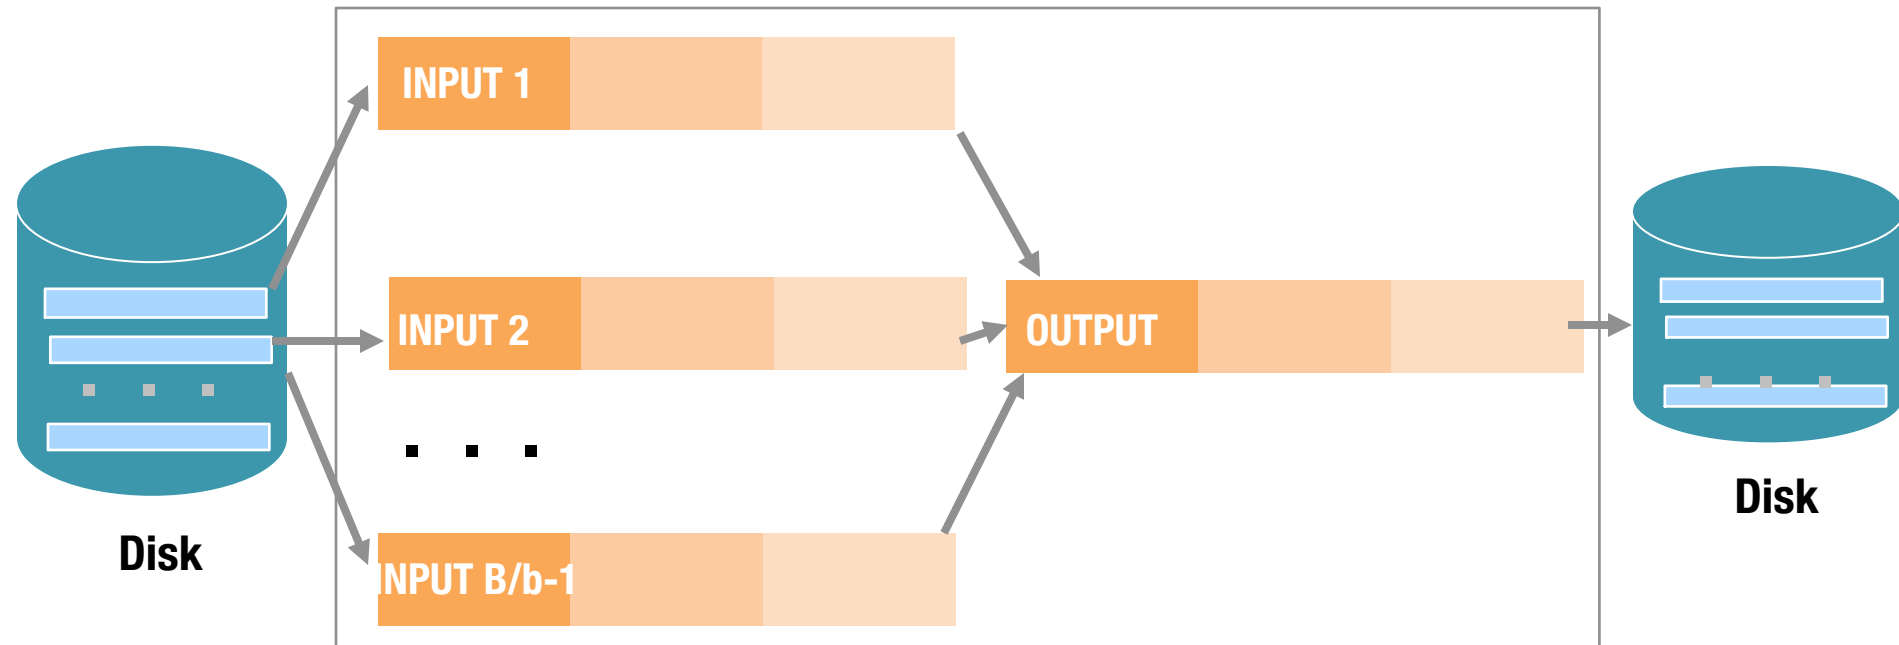 INPUT 1
INPUT 2
OUTPUT
INPUT B/b-1
Disk
Disk